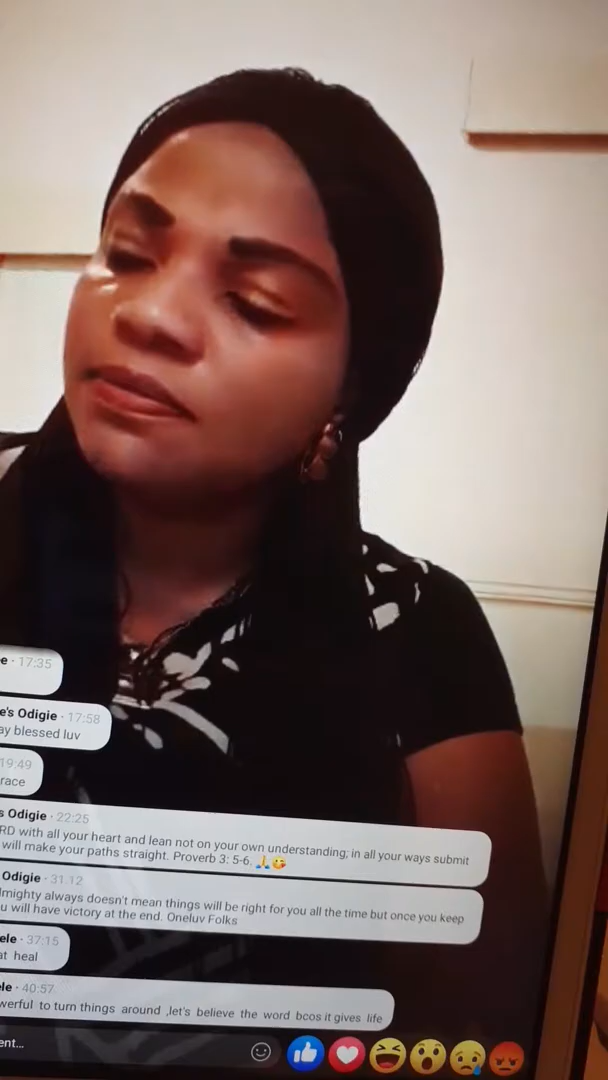 e · 17:35
e's Odigie · 17:58
ay blessed luv
19:49
race
s Odigie · 22:25
RD with all your heart and lean not on your own understanding; in all your ways submit
will make your paths straight. Proverb 3: 5-6. 🙏😋
Odigie · 31:12
lmighty always doesn't mean things will be right for you all the time but once you keep
u will have victory at the end. Oneluv Folks
ele · 37:15
at heal
ele · 40:57
werful to turn things around ,let's believe the word bcos it gives life
ent...